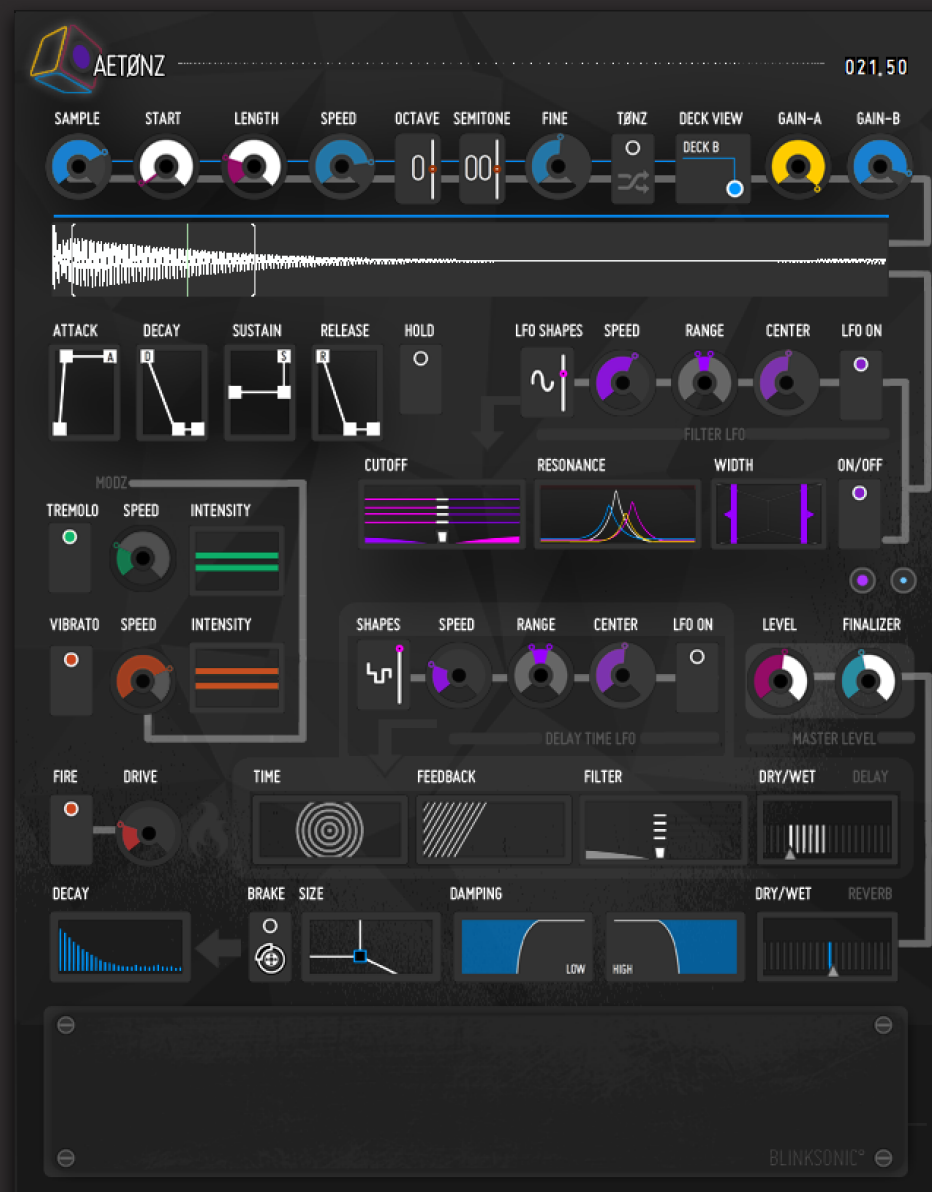 AETØNZ
021.50
SAMPLE START LENGTH SPEED OCTAVE SEMITONE FINE TØNZ DECK VIEW GAIN-A GAIN-B
0 00 DECK B
ATTACK DECAY SUSTAIN RELEASE HOLD LFO SHAPES SPEED RANGE CENTER LFO ON
A D S R
FILTER LFO
CUTOFF RESONANCE WIDTH ON/OFF
MODZ
TREMOLO SPEED INTENSITY
VIBRATO SPEED INTENSITY SHAPES SPEED RANGE CENTER LFO ON LEVEL FINALIZER
DELAY TIME LFO MASTER LEVEL
FIRE DRIVE TIME FEEDBACK FILTER DRY/WET DELAY
DECAY BRAKE SIZE DAMPING DRY/WET REVERB
LOW HIGH
BLINKSONIC